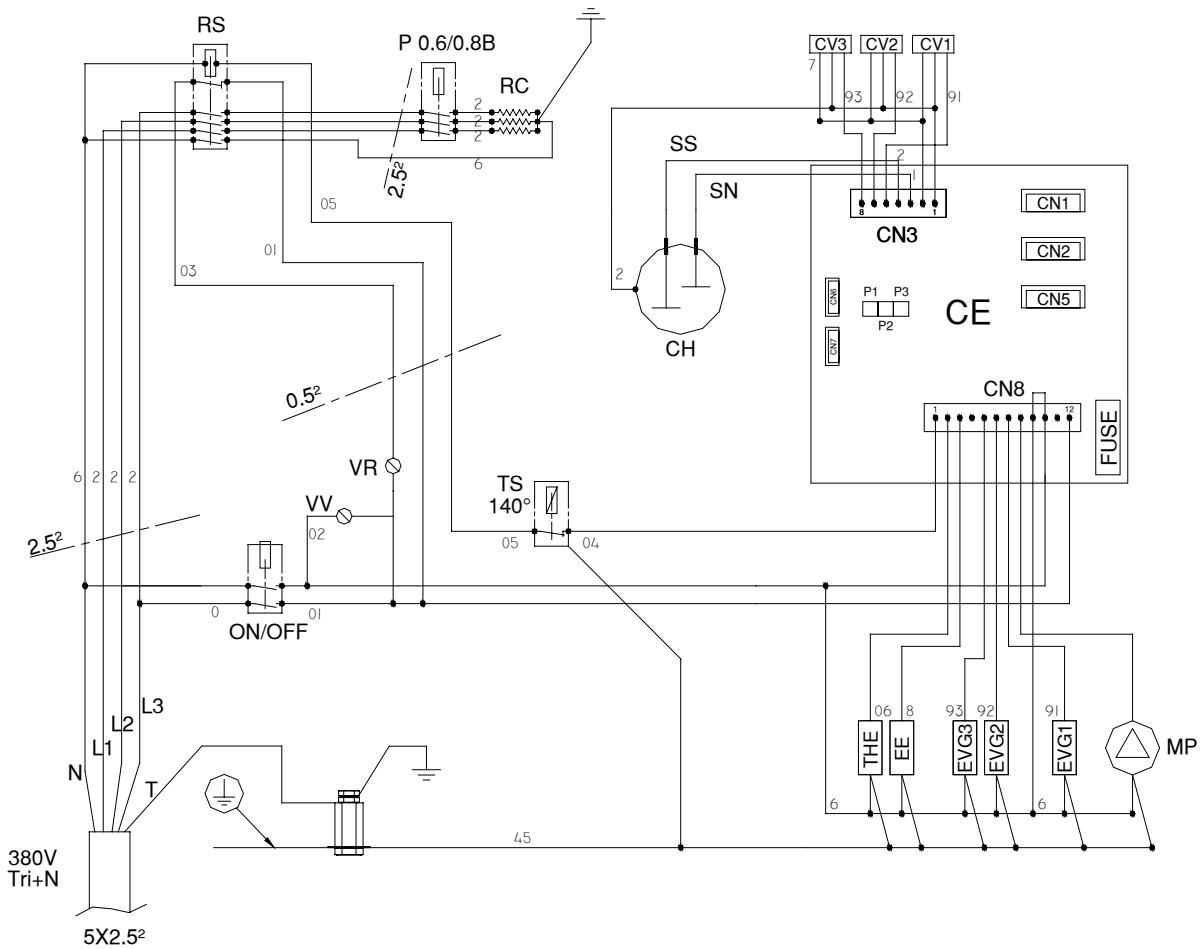 RS
P 0.6/0.8B
RC
2
2
2
6
2.5²
05
01
03
CV3
CV2
CV1
7
93
92
91
SS
2
1
SN
8
1
CN3
CN1
CN2
CN5
2
CH
CN6
CN7
P1
P3
P2
CE
0.5²
CN8
1
12
FUSE
VR
TS
140°
VV
02
05
04
6
2
2
2
2.5²
0
01
ON/OFF
L3
L2
L1
N
T
06
8
93
92
91
THE
EE
EVG3
EVG2
EVG1
MP
6
6
45
380V
Tri+N
5X2.5²